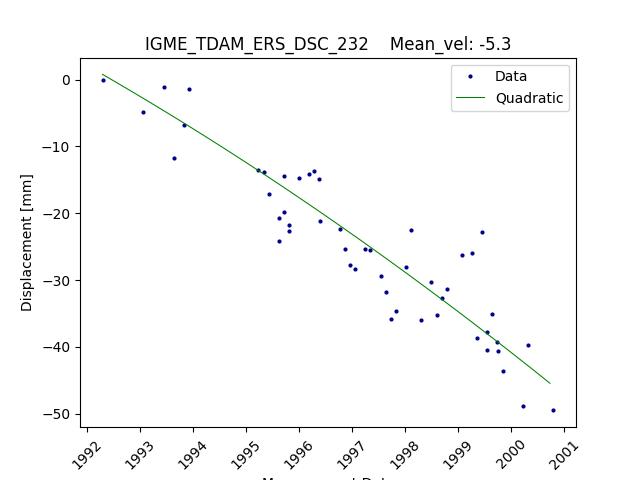 IGME_TDAM_ERS_DSC_232    Mean_vel: -5.3
Data
Quadratic
Displacement [mm]
0
−10
−20
−30
−40
−50
1992 1993 1994 1995 1996 1997 1998 1999 2000 2001